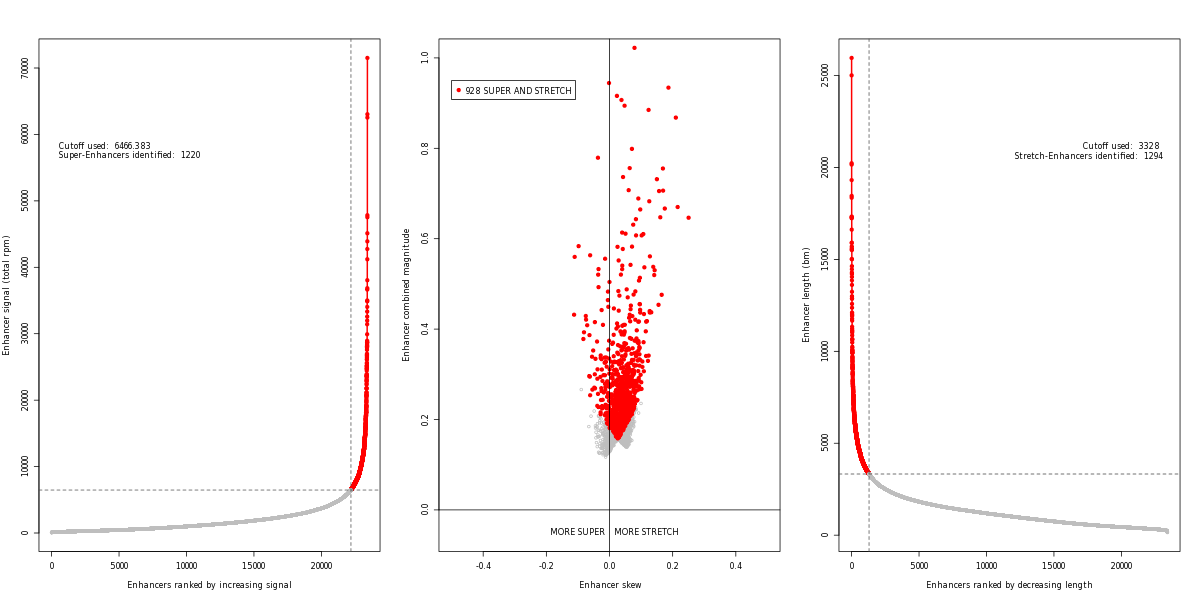 Enhancer signal (total rpm)
70000
60000
50000
40000
30000
20000
10000
0
Cutoff used: 6466.383
Super-Enhancers identified: 1220
0 5000 10000 15000 20000
Enhancers ranked by increasing signal
Enhancer combined magnitude
1.0
0.8
0.6
0.4
0.2
0.0
928 SUPER AND STRETCH
MORE SUPER MORE STRETCH
-0.4 -0.2 0.0 0.2 0.4
Enhancer skew
Enhancer length (bm)
25000
20000
15000
10000
5000
0
Cutoff used: 3328
Stretch-Enhancers identified: 1294
0 5000 10000 15000 20000
Enhancers ranked by decreasing length